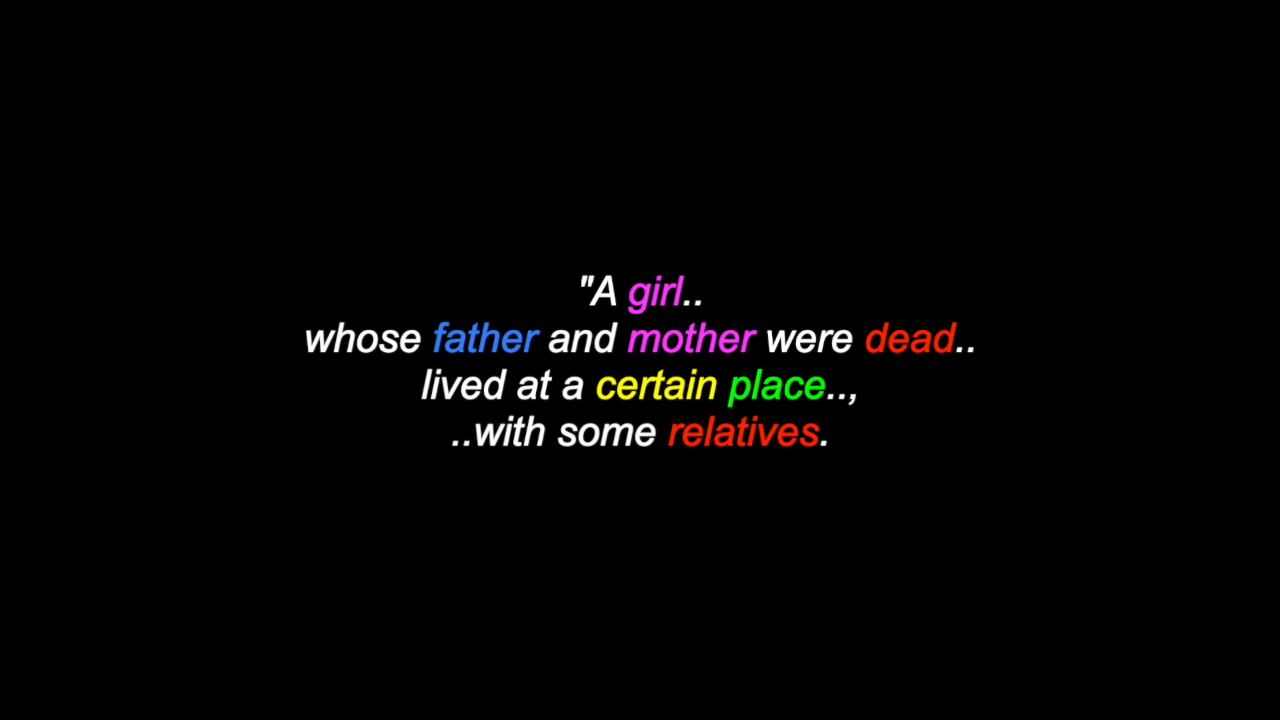 "A girl..
whose father and mother were dead..
lived at a certain place..,
..with some relatives.